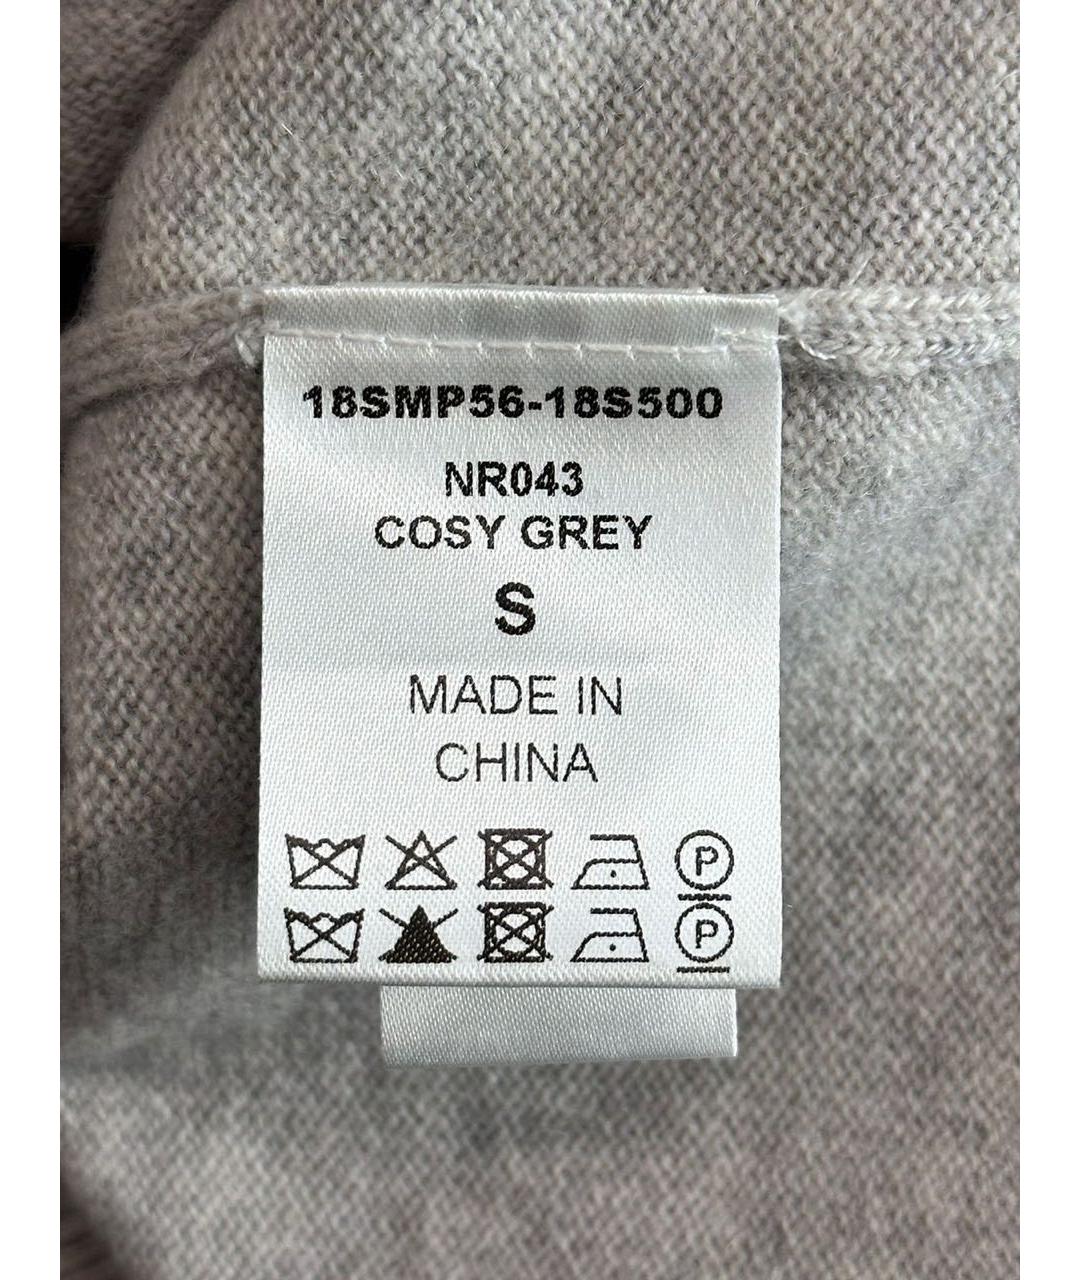 18SMP56-18S500
NR043
COSY GREY
S
MADE IN
CHINA
P
P